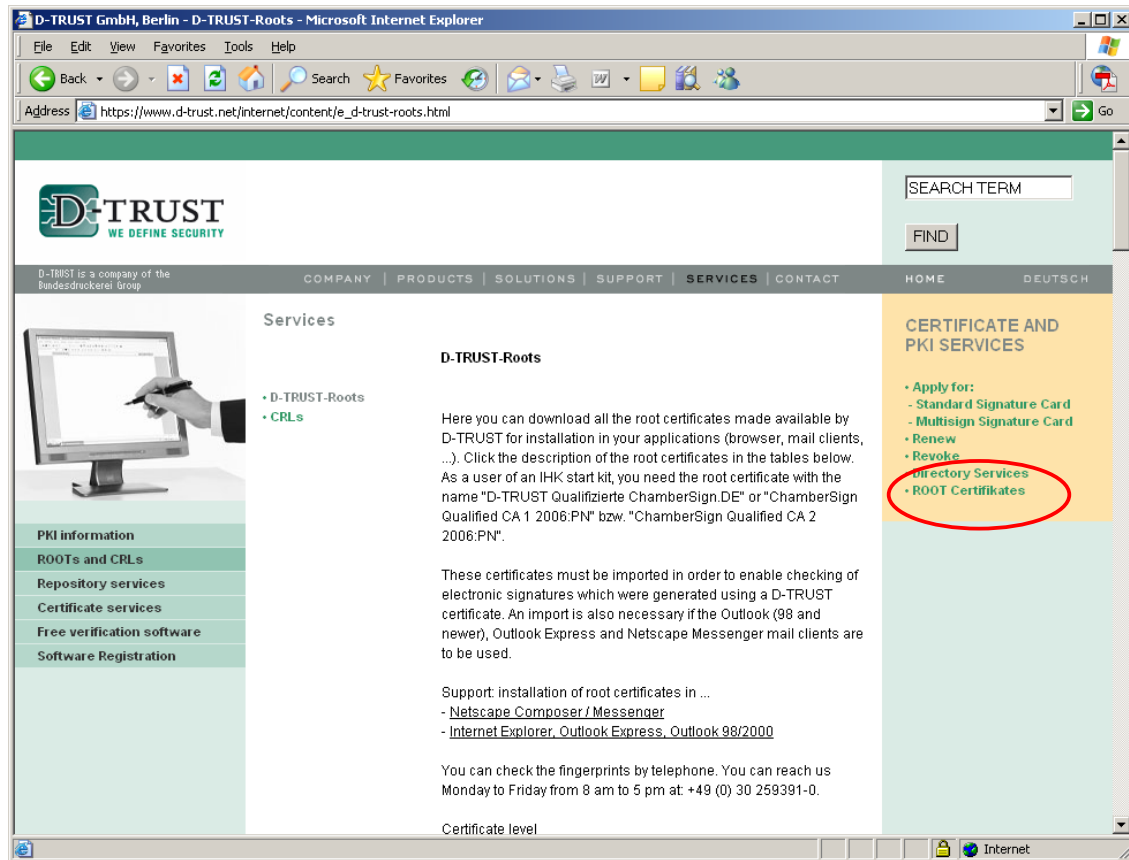 D-TRUST GmbH, Berlin - D-TRUST-Roots - Microsoft Internet Explorer
File Edit View Favorites Tools Help
Back Search Favorites
Address https://www.d-trust.net/internet/content/e_d-trust-roots.html Go
D-TRUST
WE DEFINE SECURITY
SEARCH TERM
FIND
D-TRUST is a company of the
Bundesdruckerei Group
COMPANY | PRODUCTS | SOLUTIONS | SUPPORT | SERVICES | CONTACT
HOME DEUTSCH
Services
• D-TRUST-Roots
• CRLs
PKI information
ROOTs and CRLs
Repository services
Certificate services
Free verification software
Software Registration
D-TRUST-Roots
Here you can download all the root certificates made available by
D-TRUST for installation in your applications (browser, mail clients,
...). Click the description of the root certificates in the tables below.
As a user of an IHK start kit, you need the root certificate with the
name "D-TRUST Qualifizierte ChamberSign.DE" or "ChamberSign
Qualified CA 1 2006:PN" bzw. "ChamberSign Qualified CA 2
2006:PN".
These certificates must be imported in order to enable checking of
electronic signatures which were generated using a D-TRUST
certificate. An import is also necessary if the Outlook (98 and
newer), Outlook Express and Netscape Messenger mail clients are
to be used.
Support: installation of root certificates in ...
- Netscape Composer / Messenger
- Internet Explorer, Outlook Express, Outlook 98/2000
You can check the fingerprints by telephone. You can reach us
Monday to Friday from 8 am to 5 pm at: +49 (0) 30 259391-0.
Certificate level
CERTIFICATE AND
PKI SERVICES
• Apply for:
- Standard Signature Card
- Multisign Signature Card
• Renew
• Revoke
• Directory Services
• ROOT Certifikates
Internet